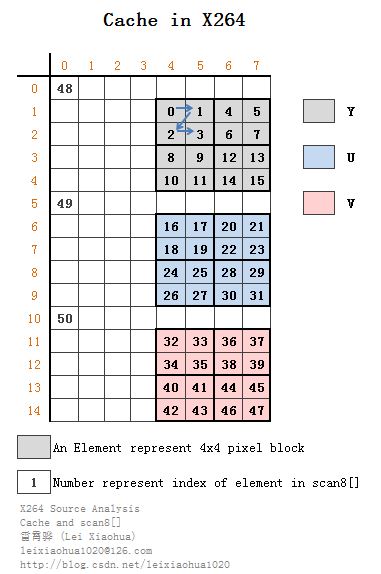 Cache in X264
0 1 2 3 4 5 6 7
0 48
1 0 1 4 5
2 2 3 6 7
3 8 9 12 13
4 10 11 14 15
5 49
6 16 17 20 21
7 18 19 22 23
8 24 25 28 29
9 26 27 30 31
10 50
11 32 33 36 37
12 34 35 38 39
13 40 41 44 45
14 42 43 46 47
Y
U
V
An Element represent 4x4 pixel block
1 Number represent index of element in scan8[]
X264 Source Analysis
Cache and scan8[]
雷霄骅 (Lei Xiaohua)
leixiaohua1020@126.com
http://blog.csdn.net/leixiaohua1020